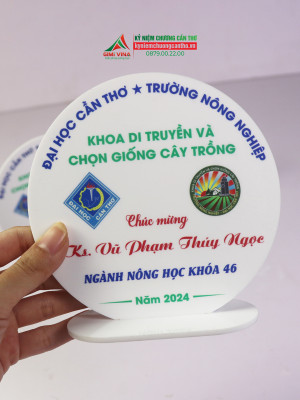 KỶ NIỆM CHƯƠNG CẦN THƠ
kyniemchuongcantho.vn
0879.00.22.00
GIME VINA
ĐẠI HỌC CẦN THƠ ★ TRƯỜNG NÔNG NGHIỆP
KHOA DI TRUYỀN VÀ
CHỌN GIỐNG CÂY TRỒNG
ĐẠI HỌC
CẦN THƠ
Chúc mừng
Ks. Vũ Phạm Thúy Ngọc
NGÀNH NÔNG HỌC KHÓA 46
Năm 2024